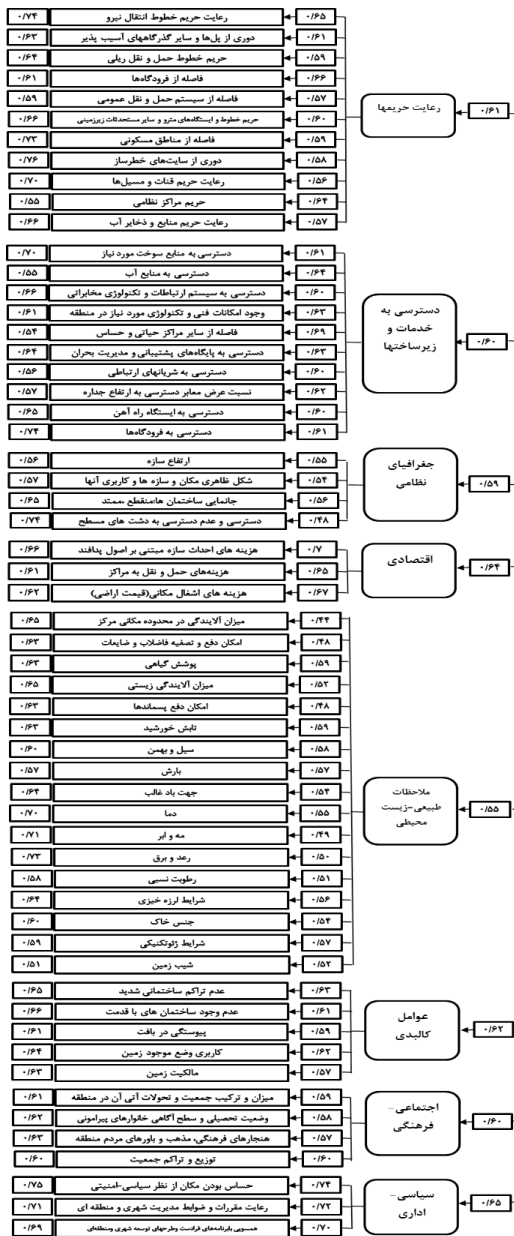 ۰/۶۵ رعایت حریم خطوط انتقال نیرو ۰/۷۴
۰/۶۱ دوری از پل‌ها و سایر گذرگاههای آسیب پذیر ۰/۶۳
۰/۵۹ حریم خطوط حمل و نقل ریلی ۰/۶۴
۰/۶۶ فاصله از فرودگاه‌ها ۰/۶۱
۰/۶۱ رعایت حریمها ۰/۵۷ فاصله از سیستم حمل و نقل عمومی ۰/۵۹
۰/۶۰ حریم خطوط و ایستگاه‌های مترو و سایر مستحدثات زیرزمینی ۰/۶۶
۰/۵۹ فاصله از مناطق مسکونی ۰/۷۳
۰/۵۸ دوری از سایت‌های خطرساز ۰/۷۶
۰/۵۶ رعایت حریم قنات و مسیل‌ها ۰/۷۰
۰/۶۴ حریم مراکز نظامی ۰/۵۵
۰/۵۷ رعایت حریم منابع و ذخایر آب ۰/۶۶
۰/۶۱ دسترسی به منابع سوخت مورد نیاز ۰/۷۰
۰/۶۴ دسترسی به منابع آب ۰/۵۵
۰/۶۰ دسترسی به سیستم ارتباطات و تکنولوژی مخابراتی ۰/۶۶
دسترسی به
۰/۶۳ وجود امکانات فنی و تکنولوژی مورد نیاز در منطقه ۰/۶۱
خدمات و
۰/۶۹ فاصله از سایر مراکز حیاتی و حساس ۰/۵۴
۰/۶۰ زیرساختها
۰/۶۳ دسترسی به پایگاه‌های پشتیبانی و مدیریت بحران ۰/۶۴
۰/۶۰ دسترسی به شریانهای ارتباطی ۰/۵۶
۰/۶۲ نسبت عرض معابر دسترسی به ارتفاع جداره ۰/۵۷
۰/۶۰ دسترسی به ایستگاه راه آهن ۰/۶۵
۰/۶۱ دسترسی به فرودگاه‌ها ۰/۷۴
جغرافیای
۰/۵۵ ارتفاع سازه ۰/۵۶
۰/۵۹ نظامی
۰/۵۴ شکل ظاهری مکان و سازه ها و کاربری آنها ۰/۵۷
۰/۵۶ جانمایی ساختمان ها:منقطع ،ممتد ۰/۶۵
۰/۴۸ دسترسی و عدم دسترسی به دشت های مسطح ۰/۷۴
۰/۷ هزینه های احداث سازه مبتنی بر اصول پدافند ۰/۶۶
۰/۶۴ اقتصادی ۰/۶۵ هزینه‌های حمل و نقل به مراکز ۰/۶۱
۰/۶۷ هزینه های اشغال مکانی(قیمت اراضی) ۰/۶۲
۰/۴۴ میزان آلایندگی در محدوده مکانی مرکز ۰/۶۵
۰/۴۸ امکان دفع و تصفیه فاضلاب و ضایعات ۰/۶۳
۰/۵۹ پوشش گیاهی ۰/۶۳
۰/۵۲ میزان آلایندگی زیستی ۰/۶۵
۰/۴۸ امکان دفع پسماندها ۰/۶۳
۰/۵۹ تابش خورشید ۰/۶۳
۰/۵۸ سیل و بهمن ۰/۶۰
۰/۵۷ بارش ۰/۵۷
ملاحظات
۰/۵۴ جهت باد غالب ۰/۶۴
۰/۵۵ طبیعی-زیست
۰/۵۵ دما ۰/۷۰
محیطی
۰/۴۹ مه و ابر ۰/۷۱
۰/۵۰ رعد و برق ۰/۷۳
۰/۵۱ رطوبت نسبی ۰/۵۸
۰/۵۶ شرایط لرزه خیزی ۰/۶۴
۰/۵۴ جنس خاک ۰/۶۰
۰/۵۷ شرایط ژئوتکنیکی ۰/۵۹
۰/۵۲ شیب زمین ۰/۵۱
۰/۶۳ عدم تراکم ساختمانی شدید ۰/۶۵
عوامل
۰/۶۱ عدم وجود ساختمان های با قدمت ۰/۶۶
۰/۶۲ کالبدی
۰/۵۹ پیوستگی در بافت ۰/۶۱
۰/۶۲ کاربری وضع موجود زمین ۰/۶۴
۰/۵۷ مالکیت زمین ۰/۶۳
۰/۵۹ میزان و ترکیب جمعیت و تحولات آتی آن در منطقه ۰/۶۱
اجتماعی-
۰/۵۸ وضعیت تحصیلی و سطح آگاهی خانوارهای پیرامونی ۰/۶۲
۰/۶۰ فرهنگی
۰/۵۷ هنجارهای فرهنگی، مذهب و باورهای مردم منطقه ۰/۶۳
۰/۶۰ توزیع و تراکم جمعیت ۰/۶۰
۰/۷۴ حساس بودن مکان از نظر سیاسی-امنیتی ۰/۷۵
سیاسی-
۰/۶۵ اداری
۰/۷۲ رعایت مقررات و ضوابط مدیریت شهری و منطقه ای ۰/۷۱
۰/۷۰ همسویی بابرنامه‌های فرادست وطرحهای توسعه شهری ومنطقه‌ای ۰/۶۹